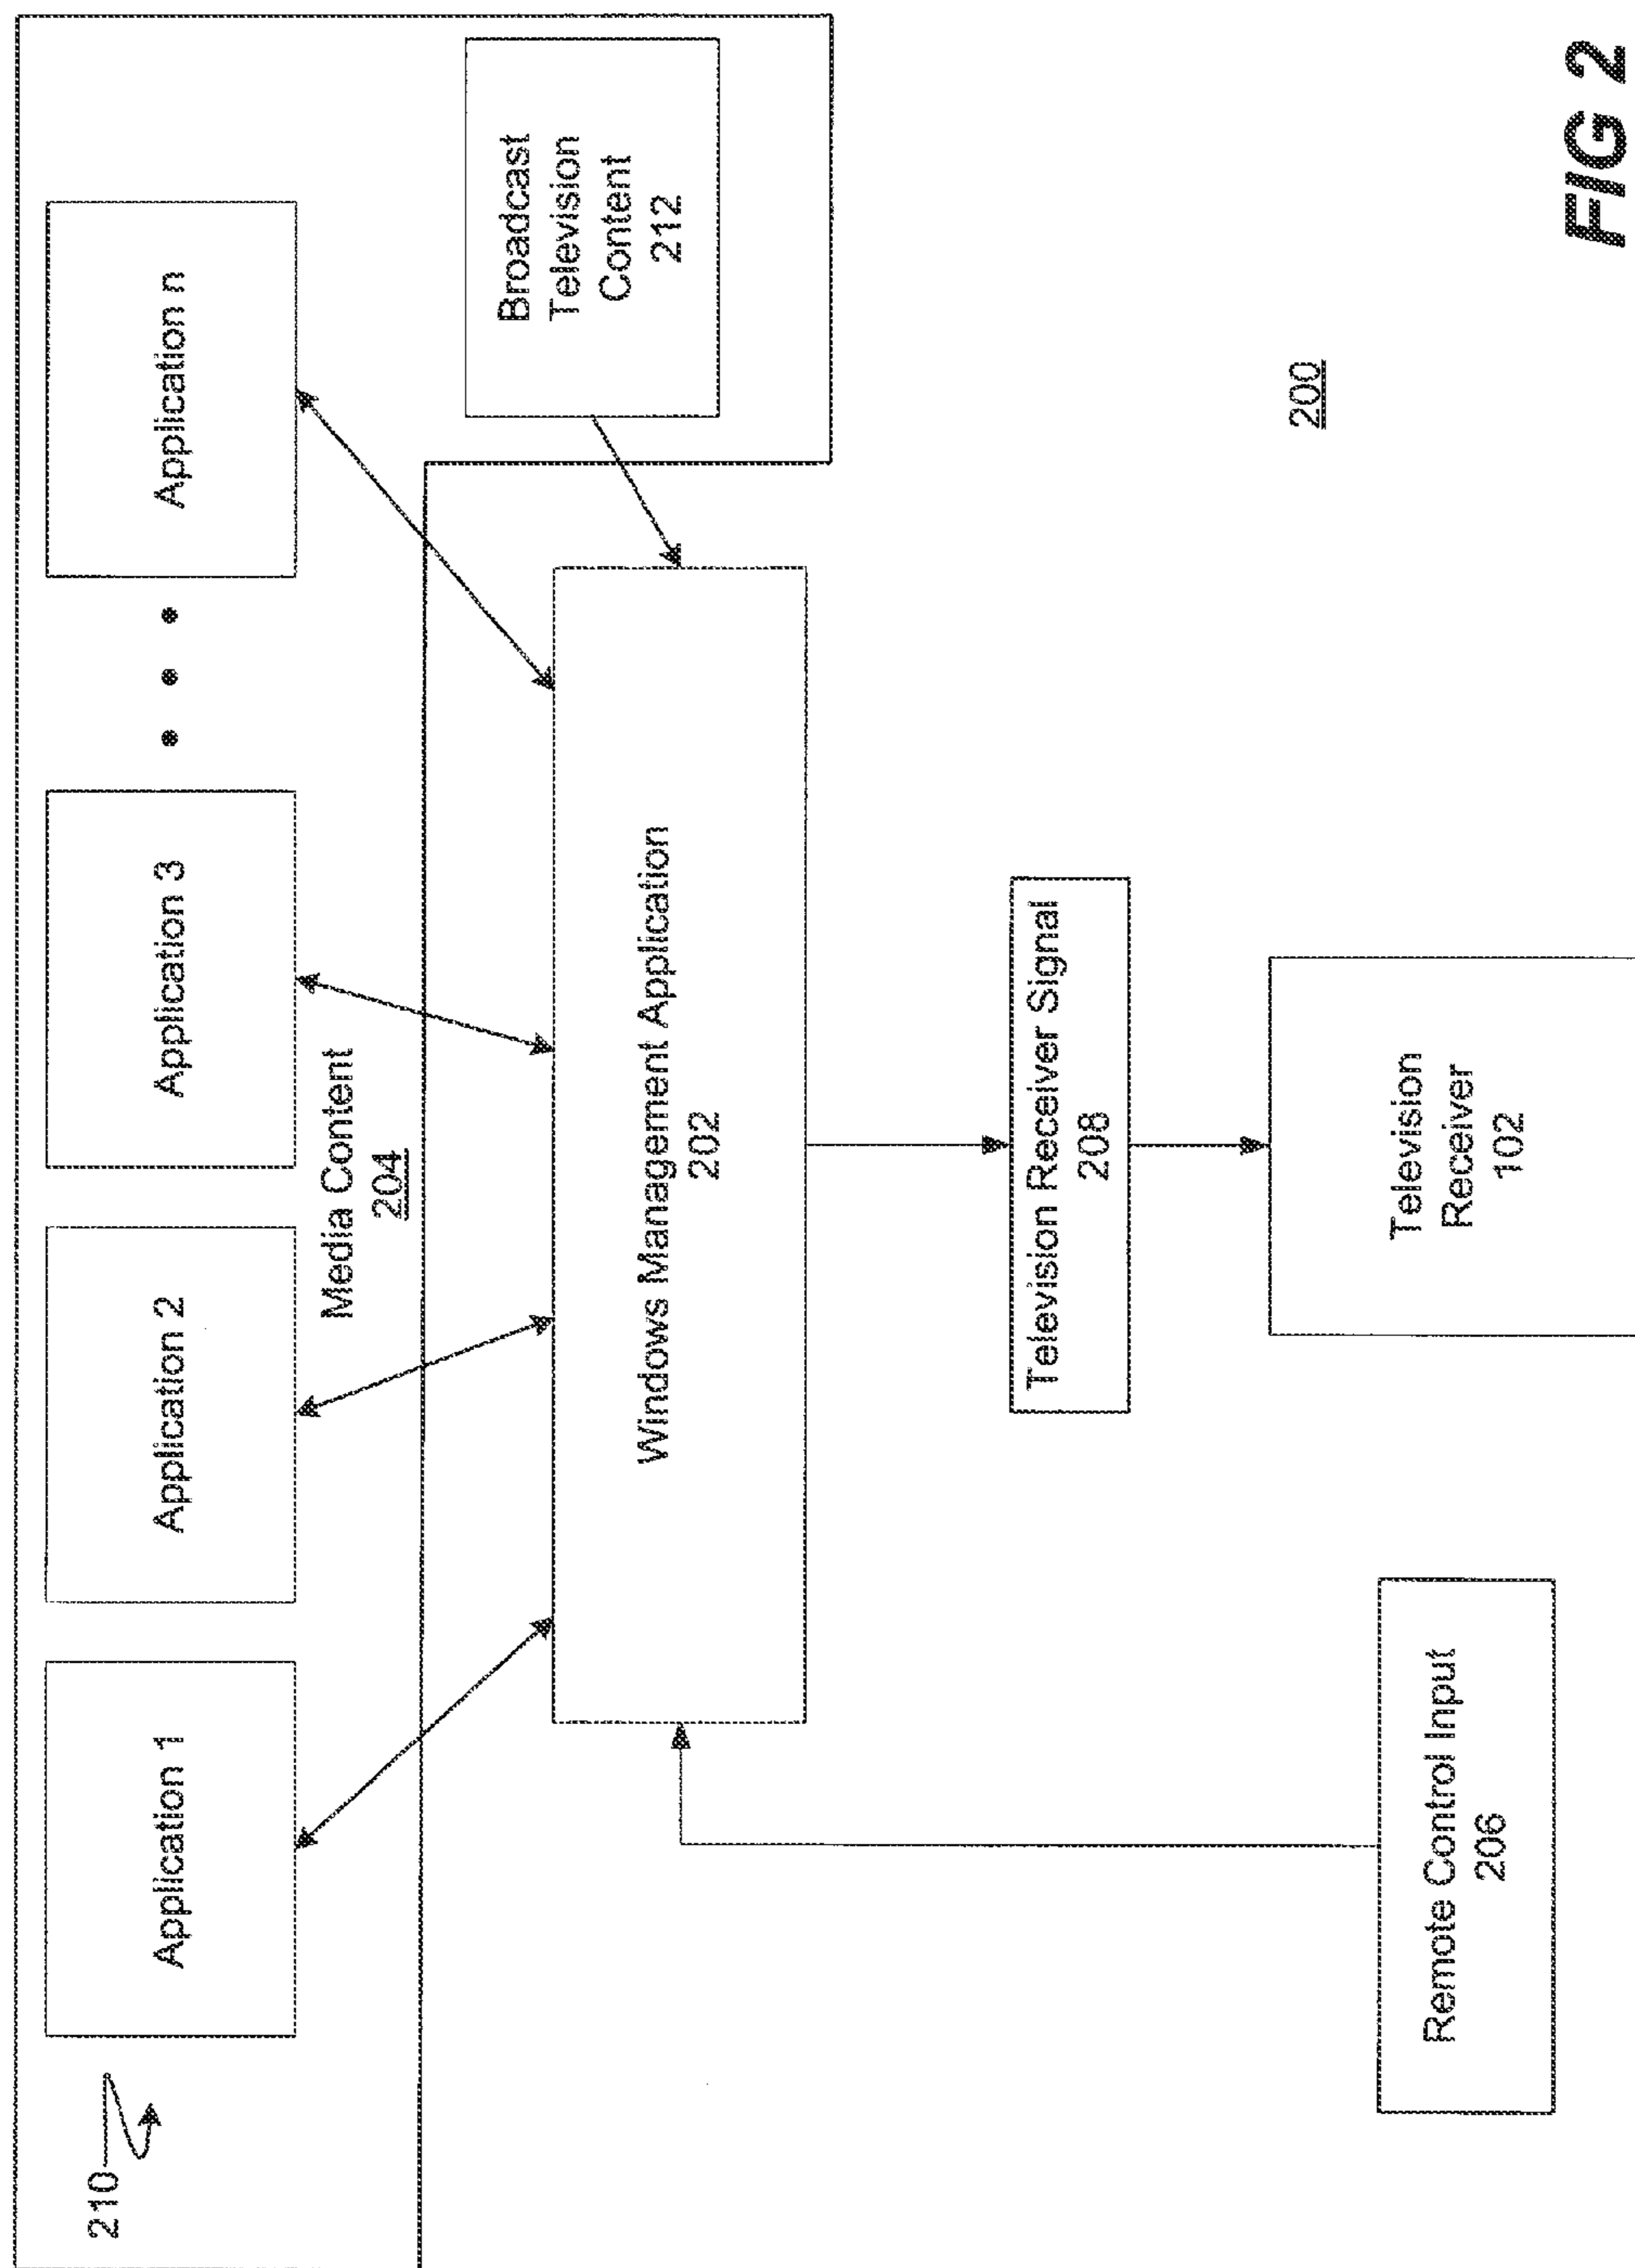 210
Application 1
Application 2
Application 3
Application n
Media Content
204
Broadcast
Television
Content
212
Windows Management Application
202
Television Receiver Signal
208
200
Remote Control Input
206
Television
Receiver
102
FIG 2